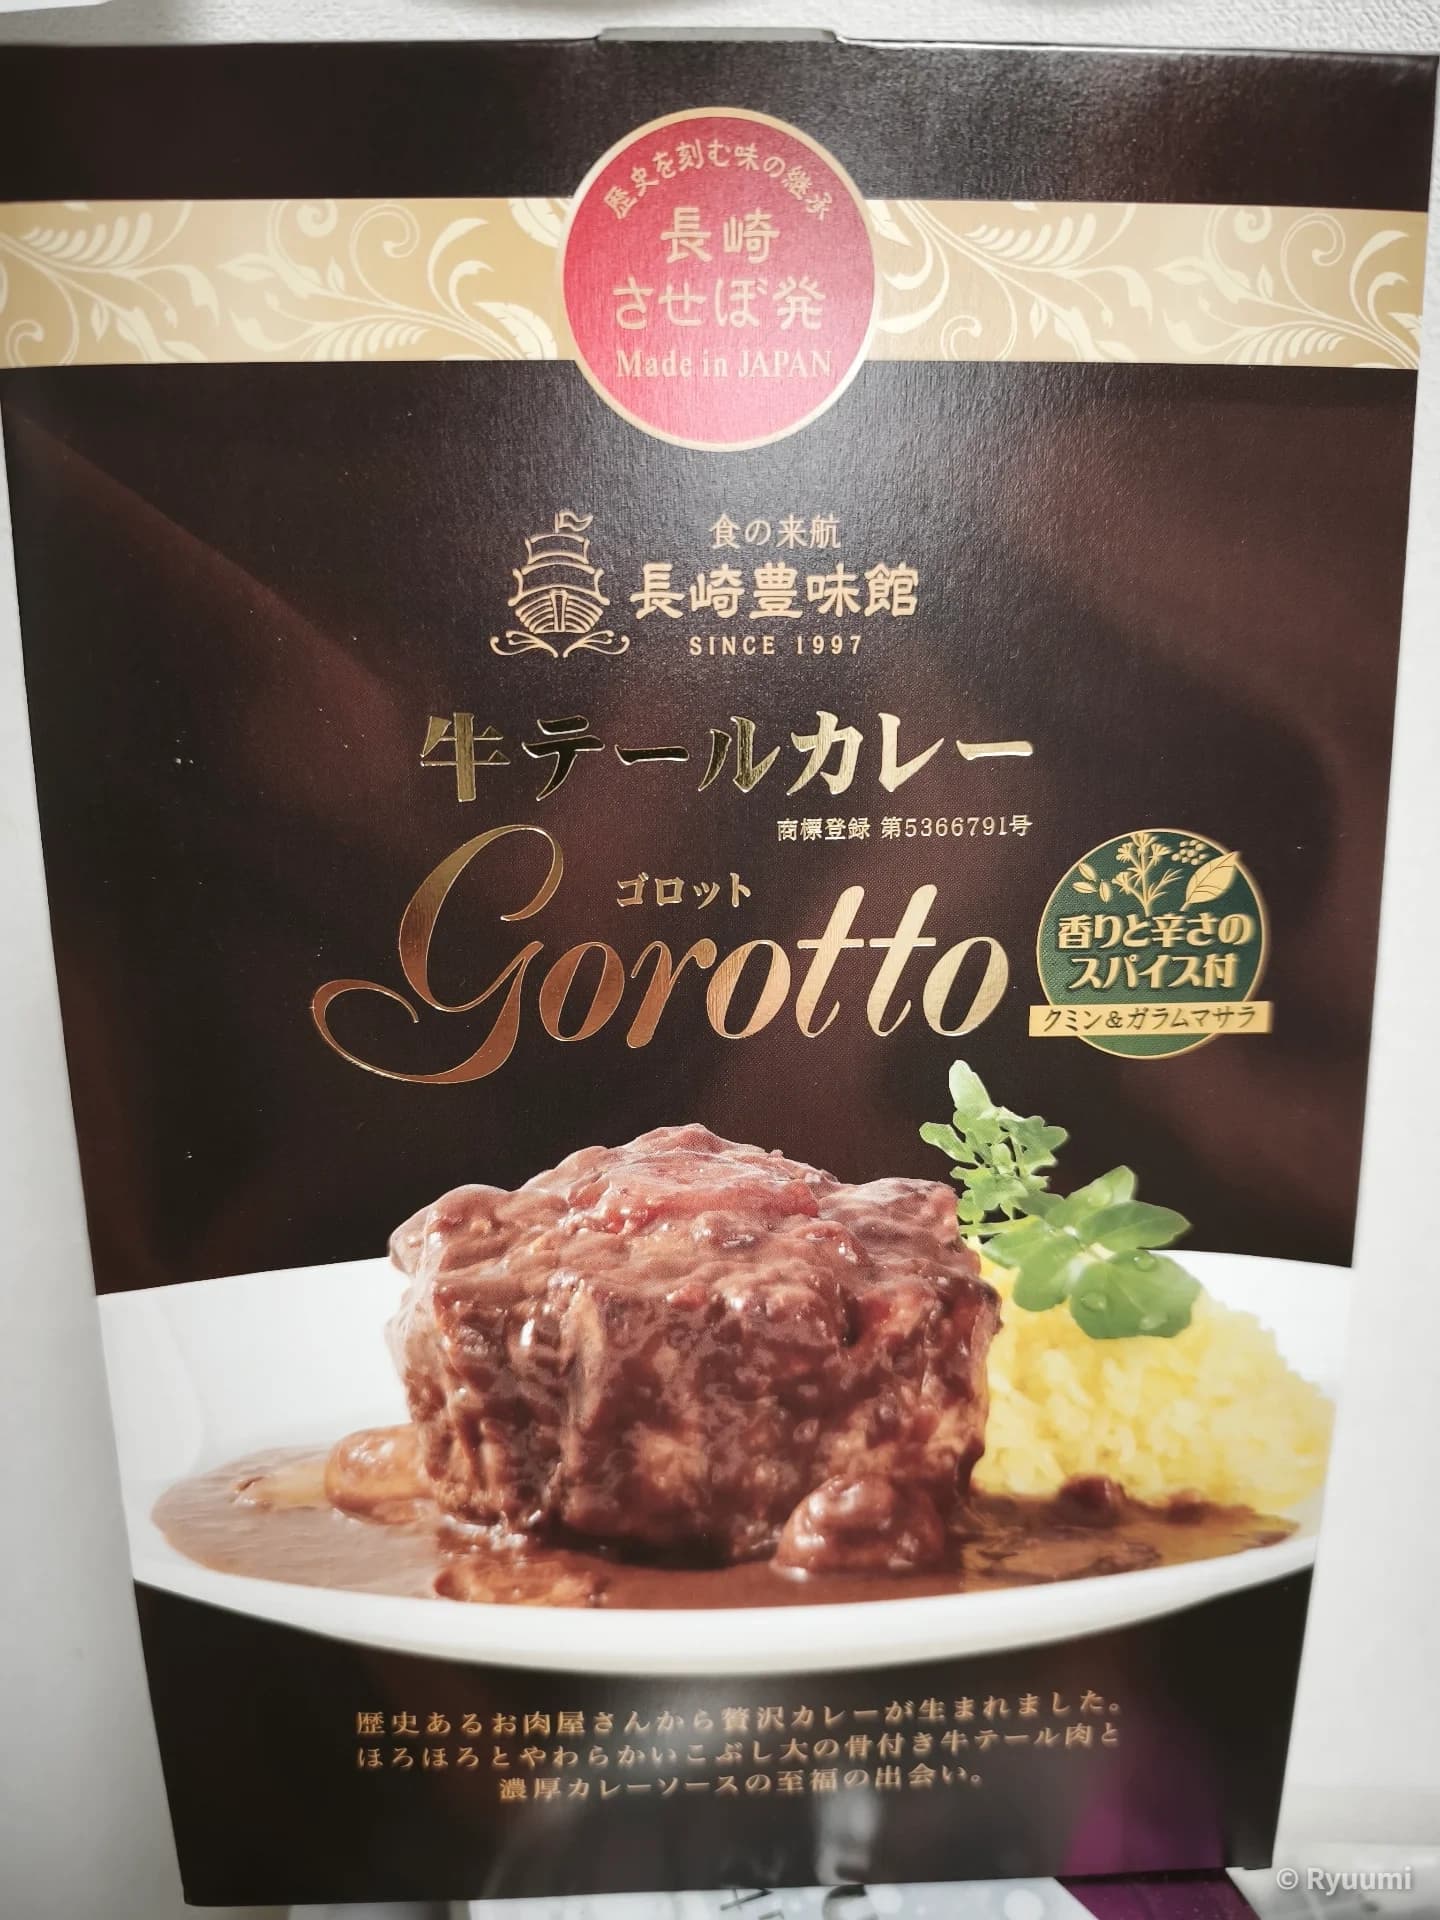 歴史を刻む味の継承
長崎
させぼ発
Made in JAPAN
食の来航
長崎豊味館
SINCE 1997
牛テールカレー
商標登録 第5366791号
ゴロット
Gorotto
香りと辛さの
スパイス付
クミン&ガラムマサラ
歴史あるお肉屋さんから贅沢カレーが生まれました。
ほろほろとやわらかいこぶし大の骨付き牛テール肉と
濃厚カレーソースの至福の出会い。
© Ryuumi